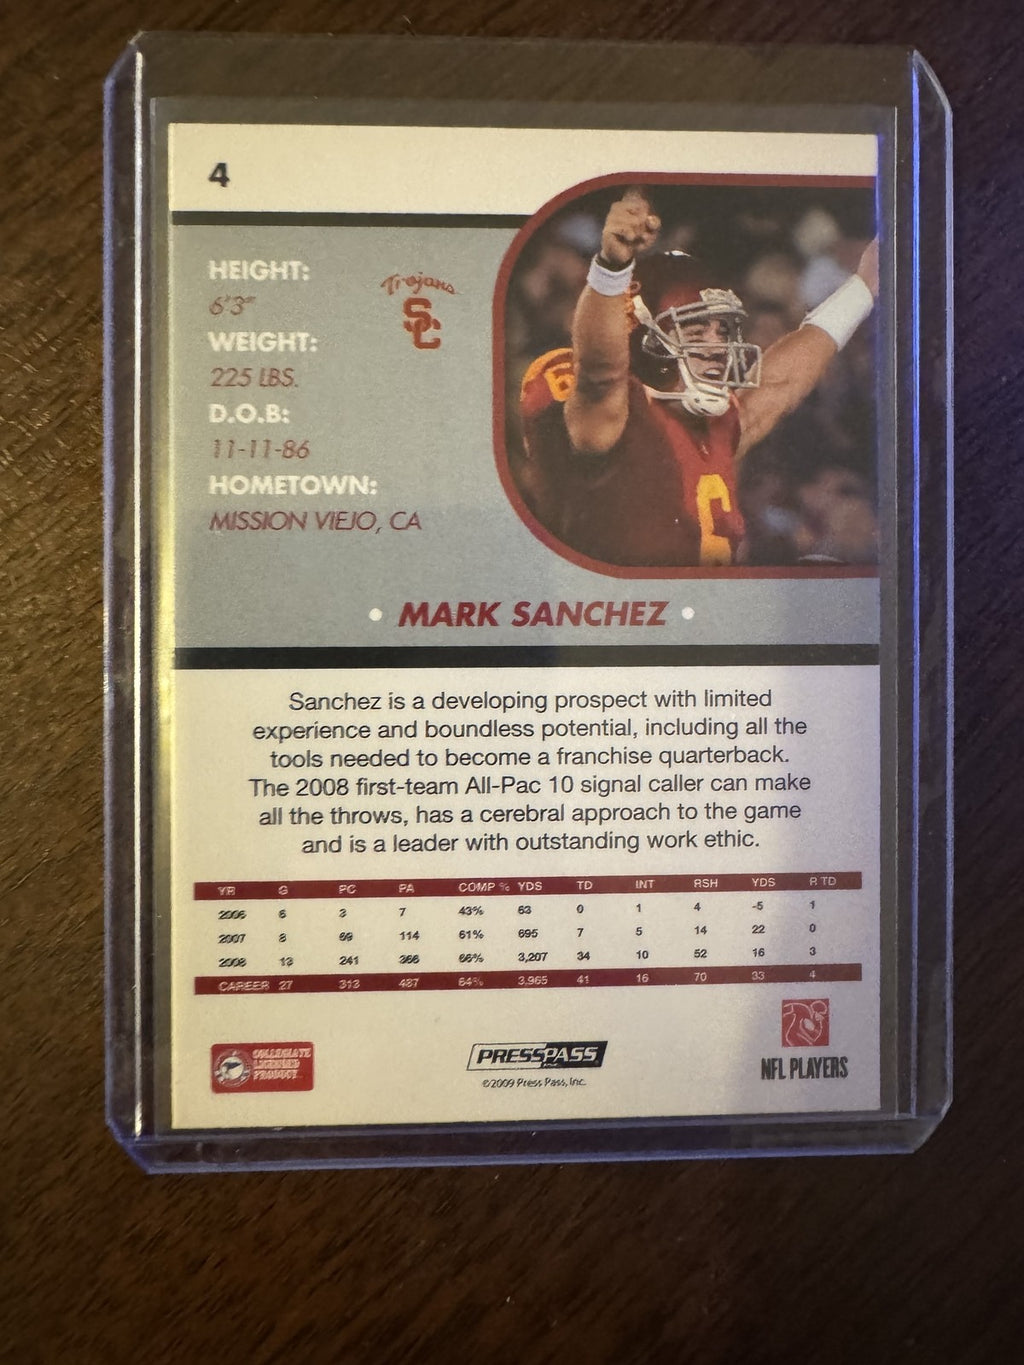 4
HEIGHT:
6'3"
WEIGHT:
225 LBS.
D.O.B:
11-11-86
HOMETOWN:
MISSION VIEJO, CA
Trojans
SC
6
• MARK SANCHEZ •
Sanchez is a developing prospect with limited
experience and boundless potential, including all the
tools needed to become a franchise quarterback.
The 2008 first-team All-Pac 10 signal caller can make
all the throws, has a cerebral approach to the game
and is a leader with outstanding work ethic.
YR G PC PA COMP % YDS TD INT RSH YDS R TD
2006 6 3 7 43% 63 0 1 4 -5 1
2007 8 69 114 61% 695 7 5 14 22 0
2008 13 241 366 66% 3,207 34 10 52 16 3
CAREER 27 313 487 64% 3,965 41 16 70 33 4
COLLEGIATE
LICENSED
PRODUCT
PRESSPASS
©2009 Press Pass, Inc.
NFL PLAYERS